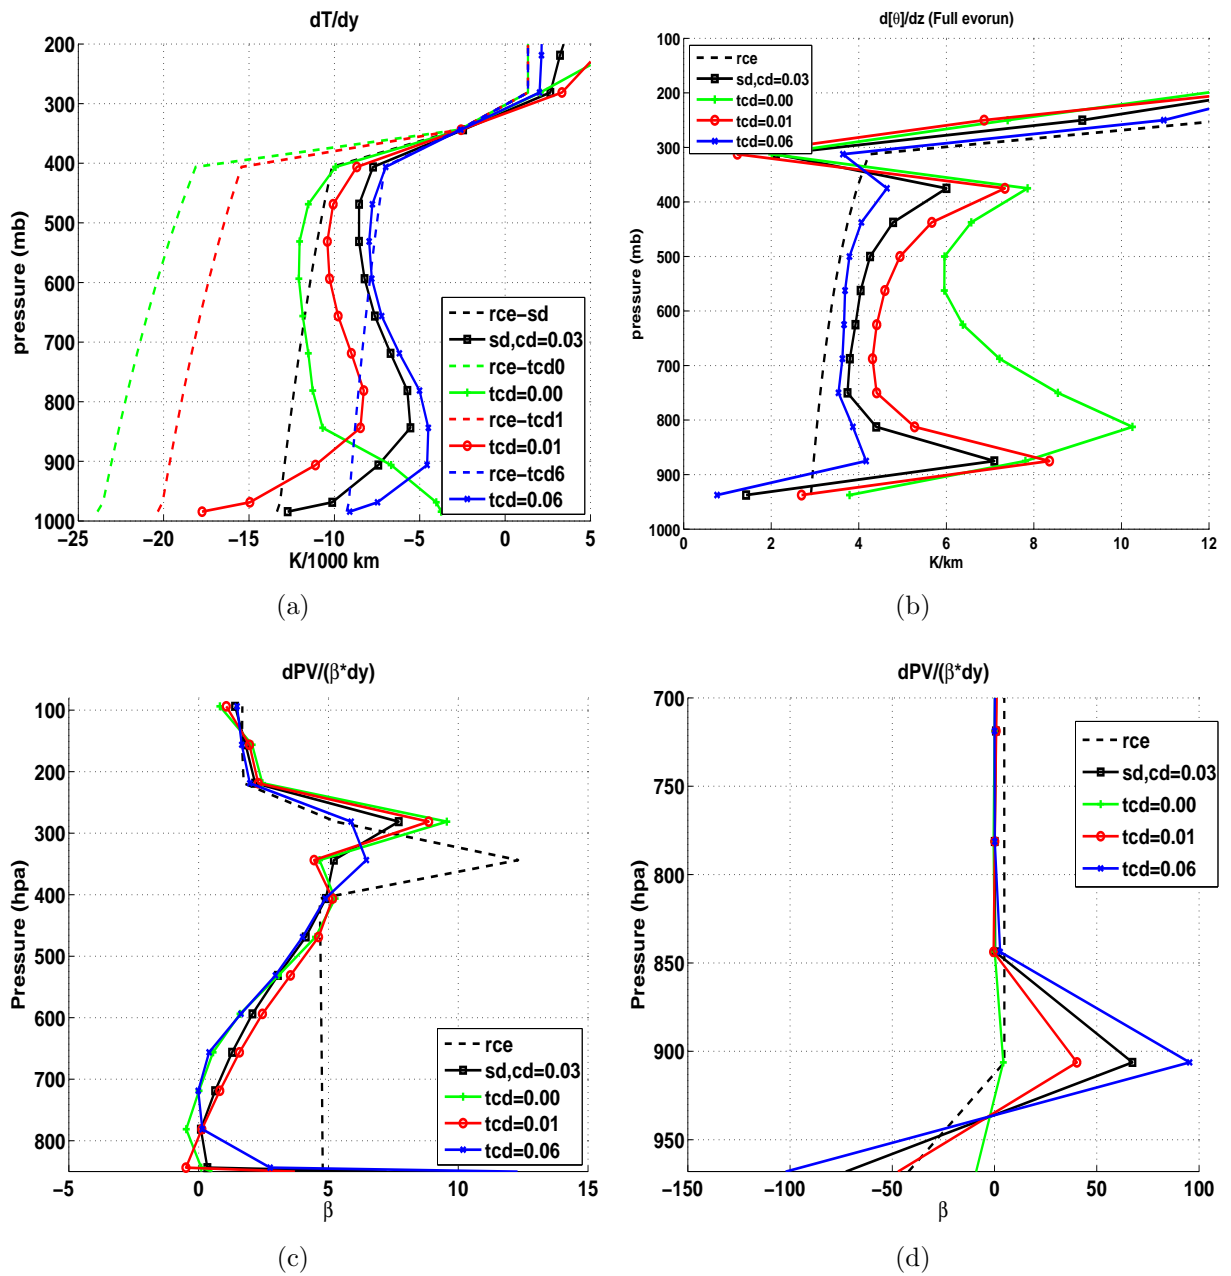 dT/dy
200
300
400
500
600
700
800
900
1000
pressure (mb)
−25 −20 −15 −10 −5 0 5
K/1000 km
rce−sd
sd,cd=0.03
rce−tcd0
tcd=0.00
rce−tcd1
tcd=0.01
rce−tcd6
tcd=0.06
(a)
d[θ]/dz (Full evorun)
100
200
300
400
500
600
700
800
900
1000
pressure (mb)
0 2 4 6 8 10 12
K/km
rce
sd,cd=0.03
tcd=0.00
tcd=0.01
tcd=0.06
(b)
dPV/(β*dy)
100
200
300
400
500
600
700
800
Pressure (hpa)
−5 0 5 10 15
β
rce
sd,cd=0.03
tcd=0.00
tcd=0.01
tcd=0.06
(c)
dPV/(β*dy)
700
750
800
850
900
950
Pressure (hpa)
−150 −100 −50 0 50 100
β
rce
sd,cd=0.03
tcd=0.00
tcd=0.01
tcd=0.06
(d)